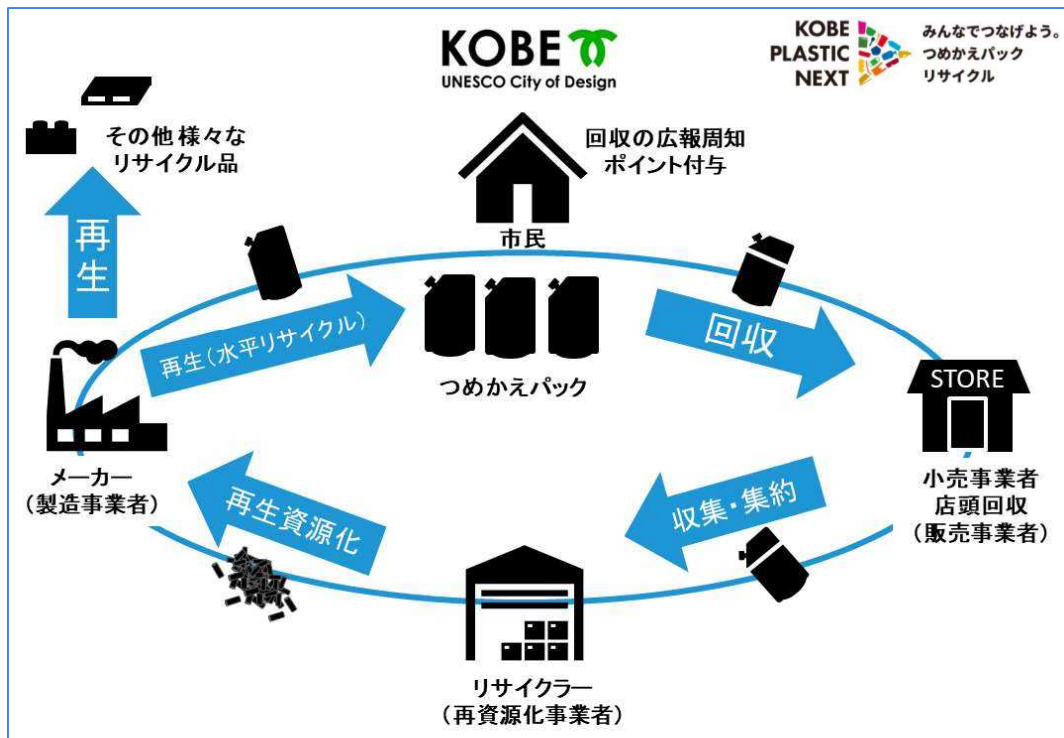 KOBE
UNESCO City of Design
KOBE
PLASTIC
NEXT
みんなでつなげよう。
つめかえパック
リサイクル
その他様々な
リサイクル品
回収の広報周知
ポイント付与
市民
再生
再生(水平リサイクル)
回収
つめかえパック
STORE
メーカー
(製造事業者)
再生資源化
収集・集約
小売事業者
店頭回収
(販売事業者)
リサイクラー
(再資源化事業者)